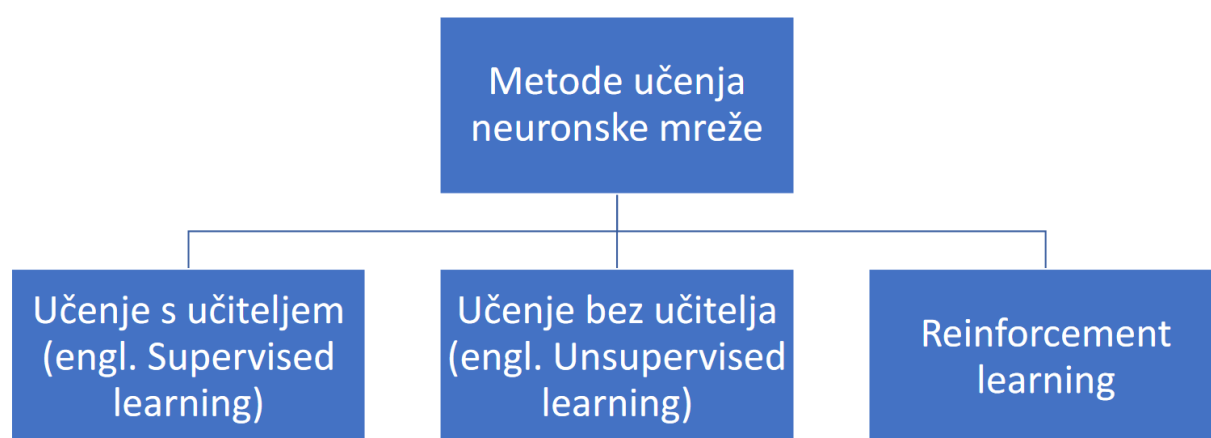 Metode učenja
neuronske mreže
Učenje s učiteljem
(engl. Supervised
learning)
Učenje bez učitelja
(engl. Unsupervised
learning)
Reinforcement
learning